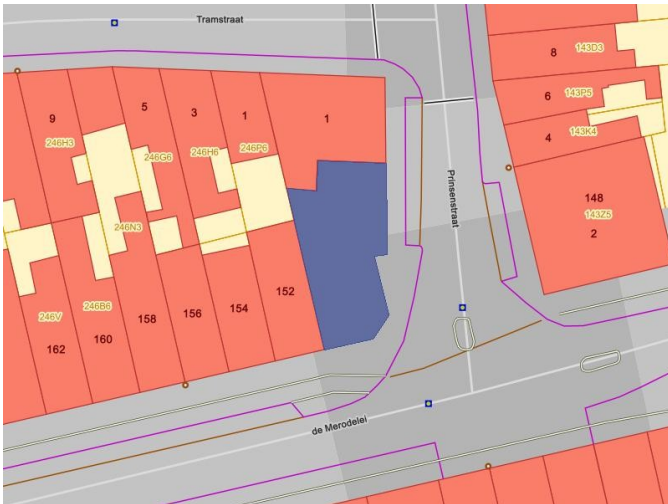 Tramstraat
8
143D3
6
143P5
4
143K4
148
143Z5
2
Prinsenstraat
9
246H3
5
246G6
3
246H6
1
246P6
1
246N3
246V
162
246B6
160
158
156
154
152
de Merodelei